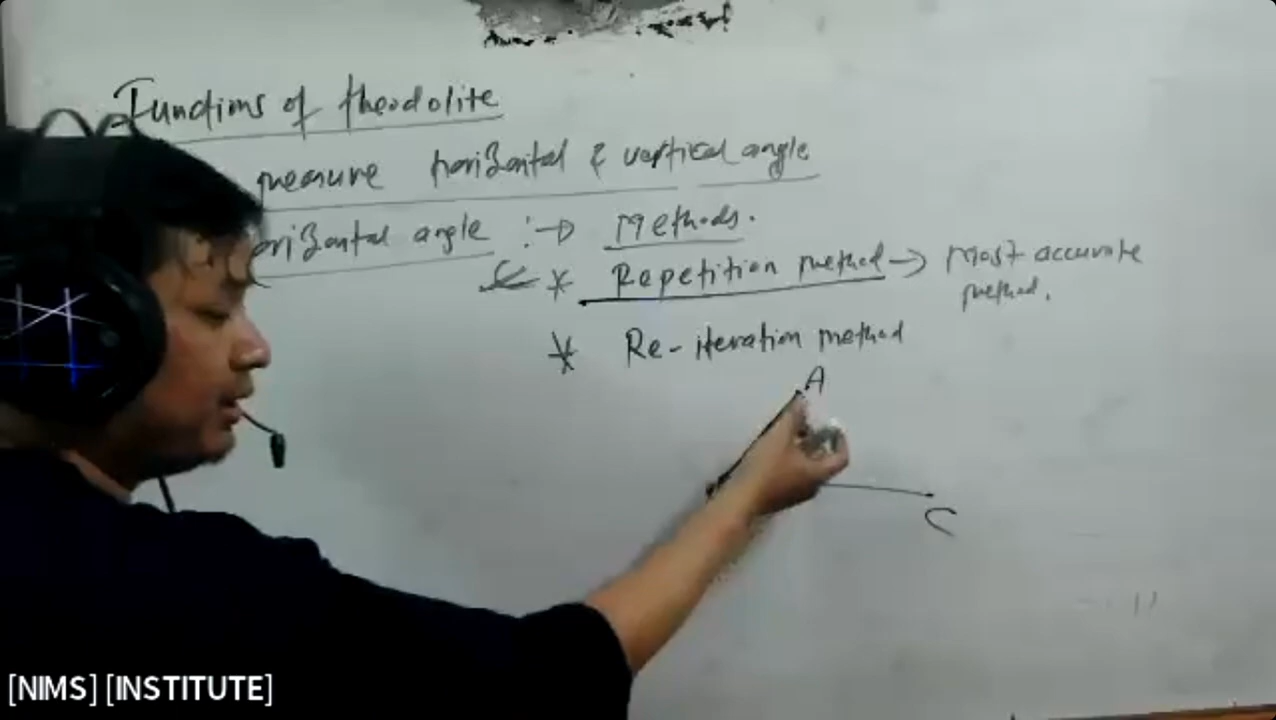 Functions of theodolite
measure horizontal & vertical angle
orizontal angle :→ Methods.
* Repetition method → Most accurate
method.
* Re-iteration method
A
C
[NIMS] [INSTITUTE]